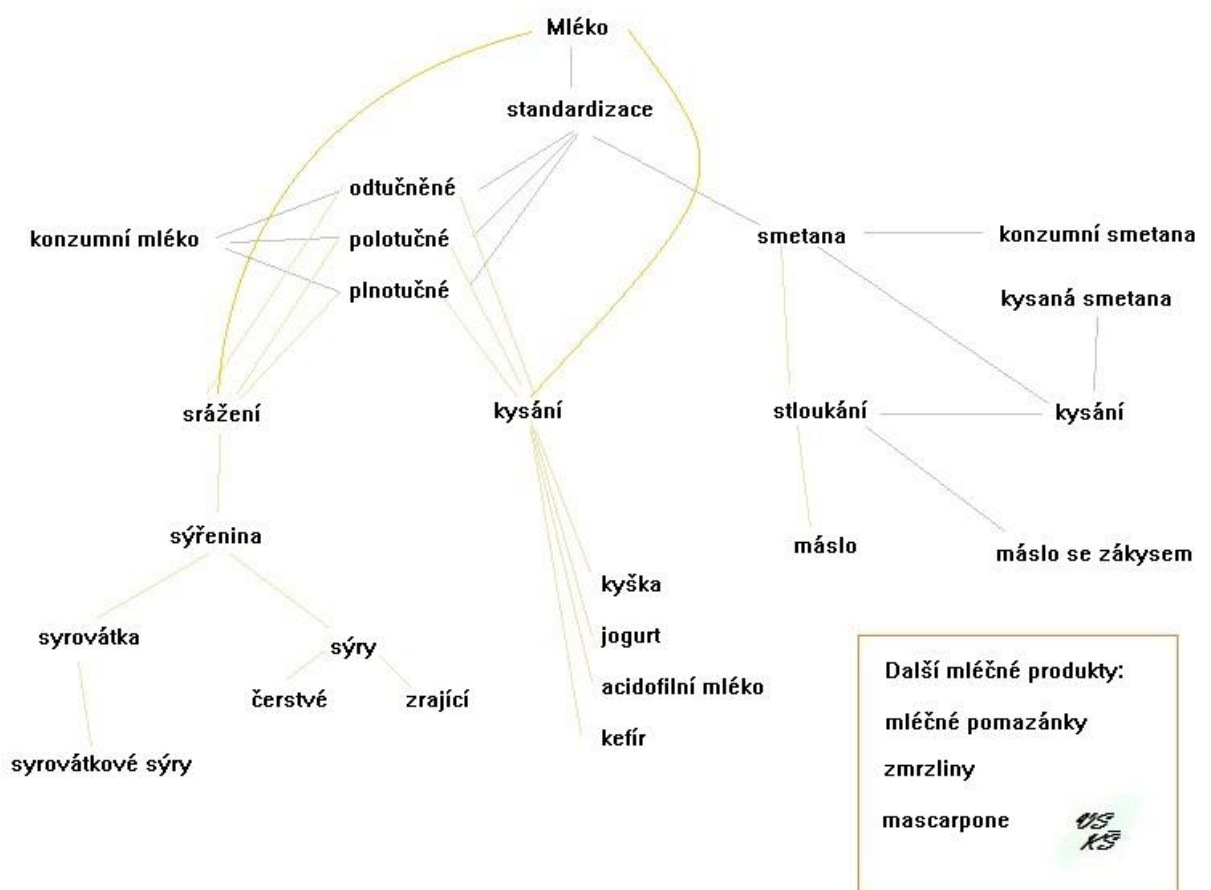 Mléko
standardizace
odtučněné
konzumní mléko
polotučné
plnotučné
smetana
konzumní smetana
kysaná smetana
srážení
kysání
stloukání
kysání
sýřenina
máslo
máslo se zákysem
kyška
jogurt
acidofilní mléko
kefír
syrovátka
sýry
čerstvé
zrající
syrovátkové sýry
Další mléčné produkty:
mléčné pomazánky
zmrzliny
mascarpone
VS
KŠ